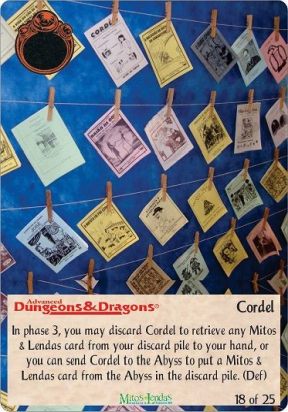 CORDEL
Advanced
Dungeons & Dragons®
Cordel
In phase 3, you may discard Cordel to retrieve any Mitos
& Lendas card from your discard pile to your hand, or
you can send Cordel to the Abyss to put a Mitos &
Lendas card from the Abyss in the discard pile. (Def)
Mitos & Lendas
18 of 25